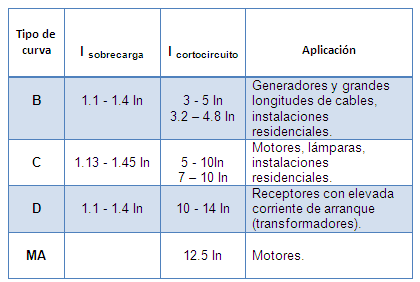 Tipo de curva
I sobrecarga
I cortocircuito
Aplicación
B
1.1 - 1.4 In
3 - 5 In
3.2 – 4.8 In
Generadores y grandes
longitudes de cables,
instalaciones
residenciales.
C
1.13 - 1.45 In
5 - 10In
7 – 10 In
Motores, lámparas,
instalaciones
residenciales.
D
1.1 - 1.4 In
10 - 14 In
Receptores con elevada
corriente de arranque
(transformadores).
MA
12.5 In
Motores.